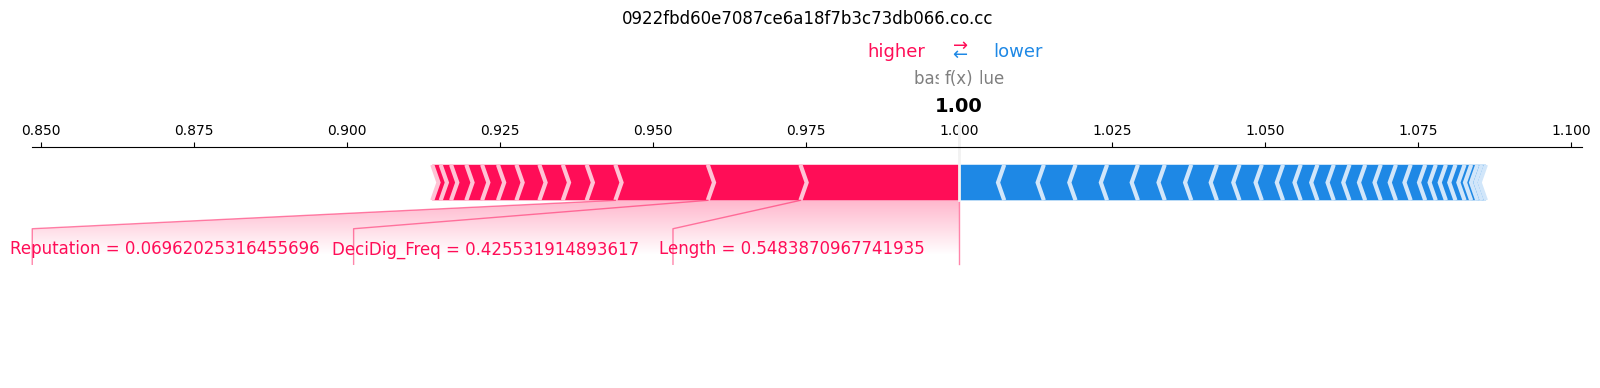 0922fbd60e7087ce6a18f7b3c73db066.co.cc
higher ⇄ lower
f(x)
1.00
0.850 0.875 0.900 0.925 0.950 0.975 1.000 1.025 1.050 1.075 1.100
Reputation = 0.06962025316455696 DeciDig_Freq = 0.425531914893617 Length = 0.5483870967741935